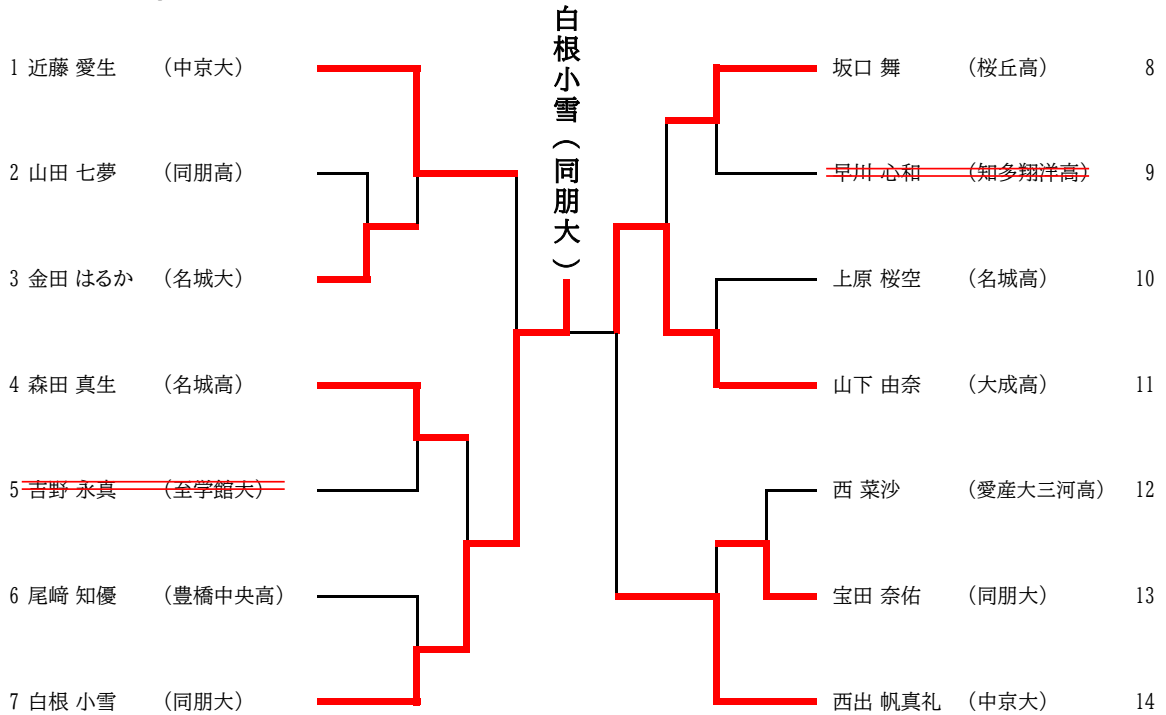 白根小雪（同朋大）
1 近藤 愛生 （中京大）
2 山田 七夢 （同朋高）
3 金田 はるか （名城大）
4 森田 真生 （名城高）
5 吉野 永真 （至学館大）
6 尾﨑 知優 （豊橋中央高）
7 白根 小雪 （同朋大）
坂口 舞 （桜丘高） 8
早川 心和 （知多翔洋高） 9
上原 桜空 （名城高） 10
山下 由奈 （大成高） 11
西 菜沙 （愛産大三河高） 12
宝田 奈佑 （同朋大） 13
西出 帆真礼 （中京大） 14